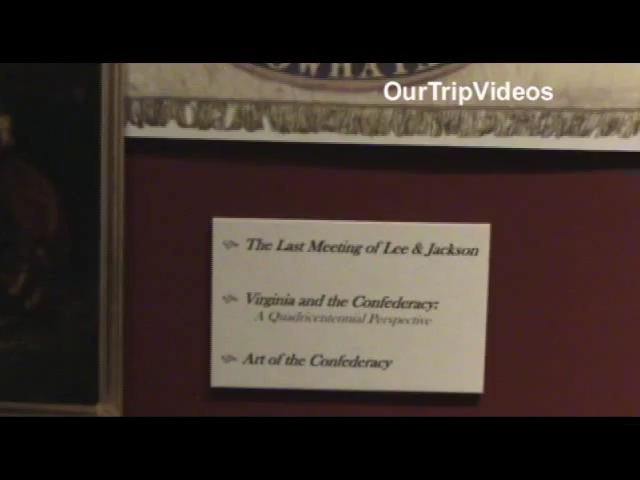 OurTripVideos
The Last Meeting of Lee & Jackson
Virginia and the Confederacy:
A Quadricentennial Perspective
Art of the Confederacy